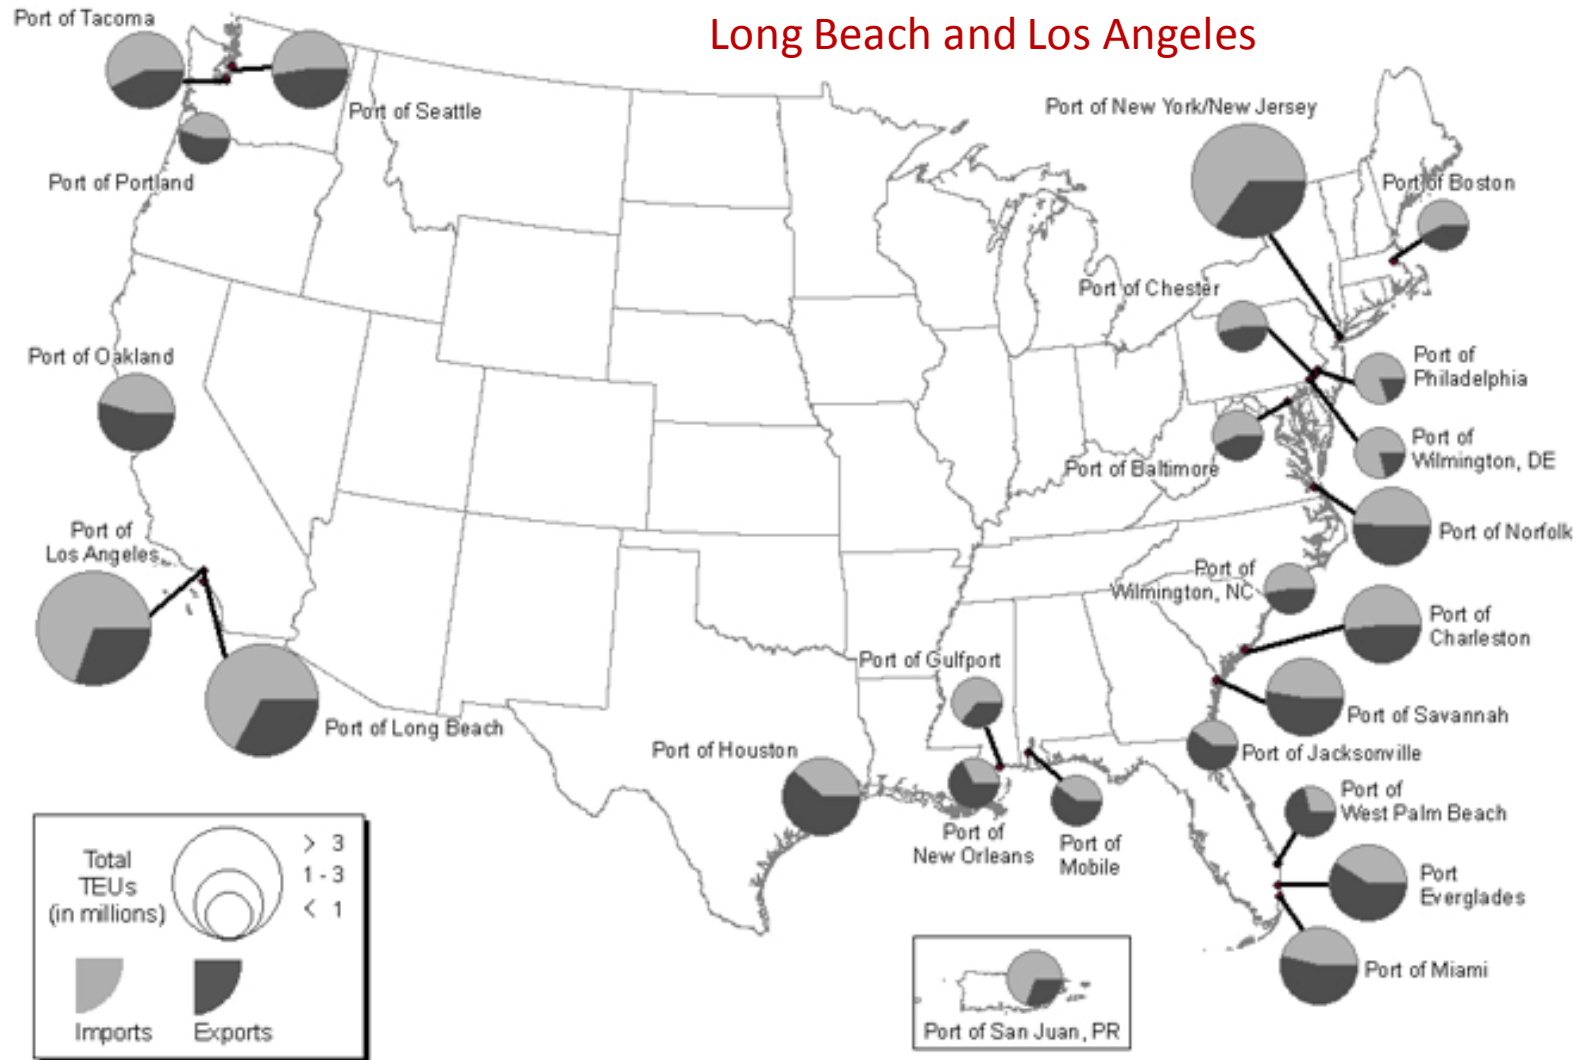 Long Beach and Los Angeles
Port of Tacoma
Port of Seattle
Port of Portland
Port of New York/New Jersey
Port of Boston
Port of Chester
Port of Oakland
Port of
Philadelphia
Port of
Wilmington, DE
Port of Baltimore
Port of Norfolk
Port of
Los Angeles
Port of
Wilmington, NC
Port of
Charleston
Port of Gulfport
Port of Long Beach
Port of Savannah
Port of Houston
Port of Jacksonville
Port of
West Palm Beach
Port of
New Orleans
Port of
Mobile
Port
Everglades
Port of Miami
Port of San Juan, PR
Total
TEUs
(in millions)
> 3
1 - 3
< 1
Imports
Exports